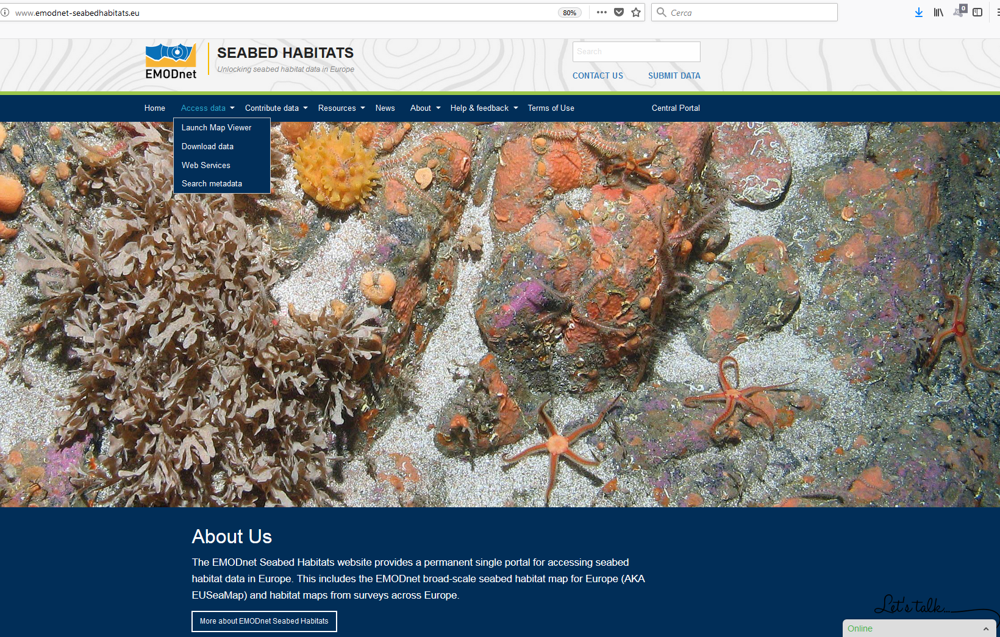 www.emodnet-seabedhabitats.eu
80%
Cerca
0
EMODnet
SEABED HABITATS
Unlocking seabed habitat data in Europe
Search
CONTACT US
SUBMIT DATA
Home
Access data
Contribute data
Resources
News
About
Help & feedback
Terms of Use
Central Portal
Launch Map Viewer
Download data
Web Services
Search metadata
About Us
The EMODnet Seabed Habitats website provides a permanent single portal for accessing seabed
habitat data in Europe. This includes the EMODnet broad-scale seabed habitat map for Europe (AKA
EUSeaMap) and habitat maps from surveys across Europe.
More about EMODnet Seabed Habitats
Let's talk...
Online